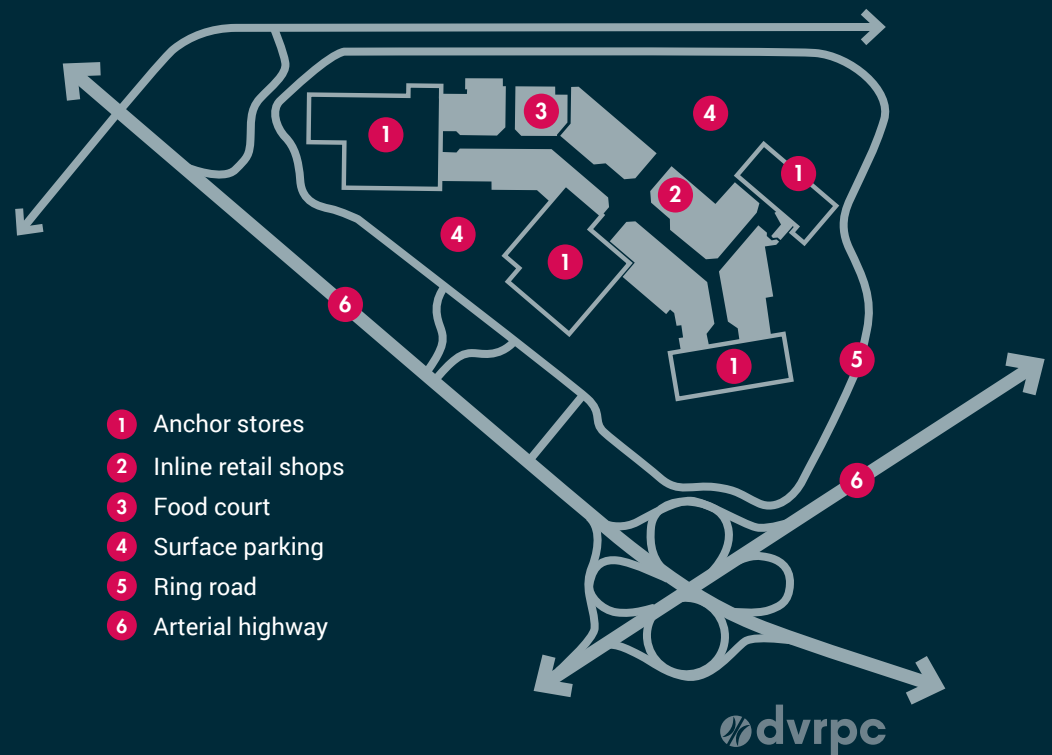 3
4
1
1
2
4
1
6
5
1
6
1 Anchor stores
2 Inline retail shops
3 Food court
4 Surface parking
5 Ring road
6 Arterial highway
dvrpc